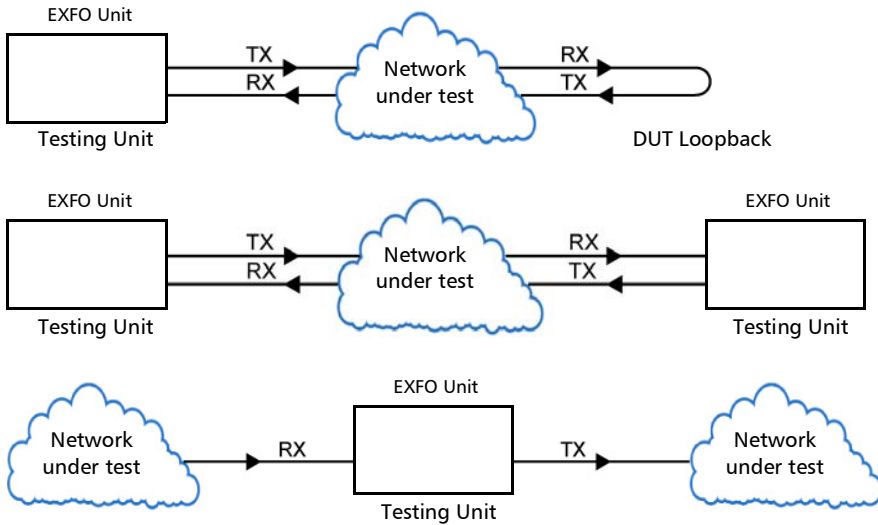 EXFO Unit
TX
RX
Network
under test
RX
TX
Testing Unit
DUT Loopback
EXFO Unit
EXFO Unit
TX
RX
Network
under test
RX
TX
Testing Unit
Testing Unit
EXFO Unit
Network
under test
RX
TX
Network
under test
Testing Unit